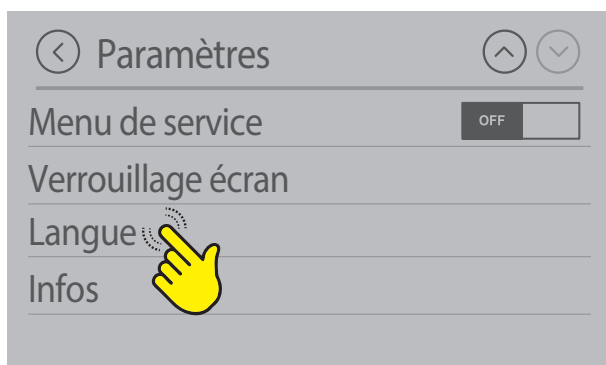 Paramètres
Menu de service OFF
Verrouillage écran
Langue
Infos